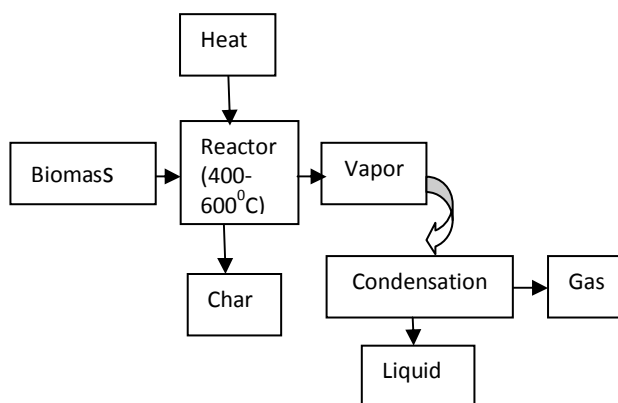 Heat
Biomass
Reactor
(400-
600⁰C)
Vapor
Char
Condensation
Gas
Liquid